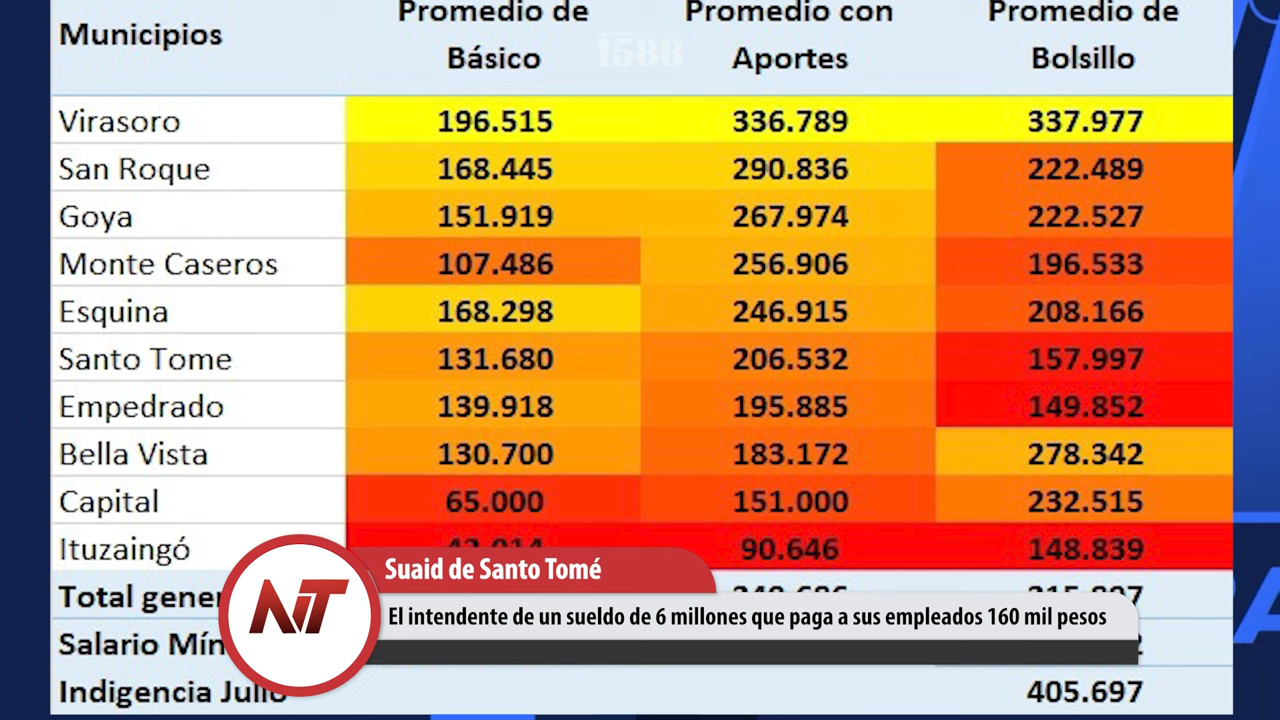 Municipios Promedio de Básico Promedio con Aportes Promedio de Bolsillo
1588
Virasoro 196.515 336.789 337.977
San Roque 168.445 290.836 222.489
Goya 151.919 267.974 222.527
Monte Caseros 107.486 256.906 196.533
Esquina 168.298 246.915 208.166
Santo Tome 131.680 206.532 157.997
Empedrado 139.918 195.885 149.852
Bella Vista 130.700 183.172 278.342
Capital 65.000 151.000 232.515
Ituzaingó 90.646 148.839
Total
Salario
Indigencia Julio 405.697
NT
Suaid de Santo Tomé
El intendente de un sueldo de 6 millones que paga a sus empleados 160 mil pesos